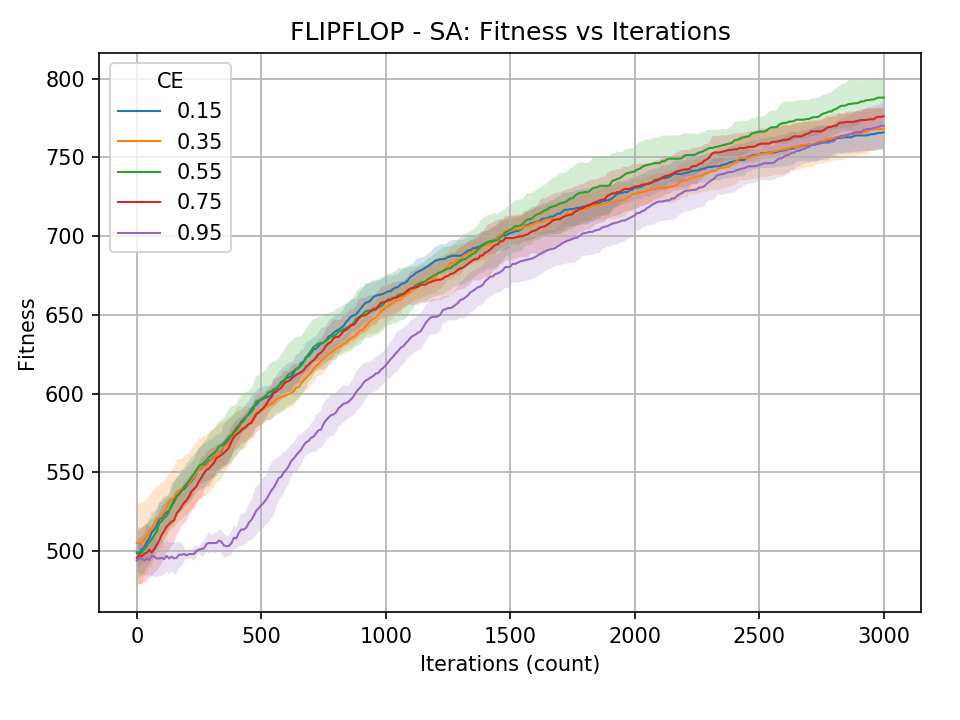 FLIPFLOP - SA: Fitness vs Iterations
Fitness
800
750
700
650
600
550
500
CE
0.15
0.35
0.55
0.75
0.95
0 500 1000 1500 2000 2500 3000
Iterations (count)